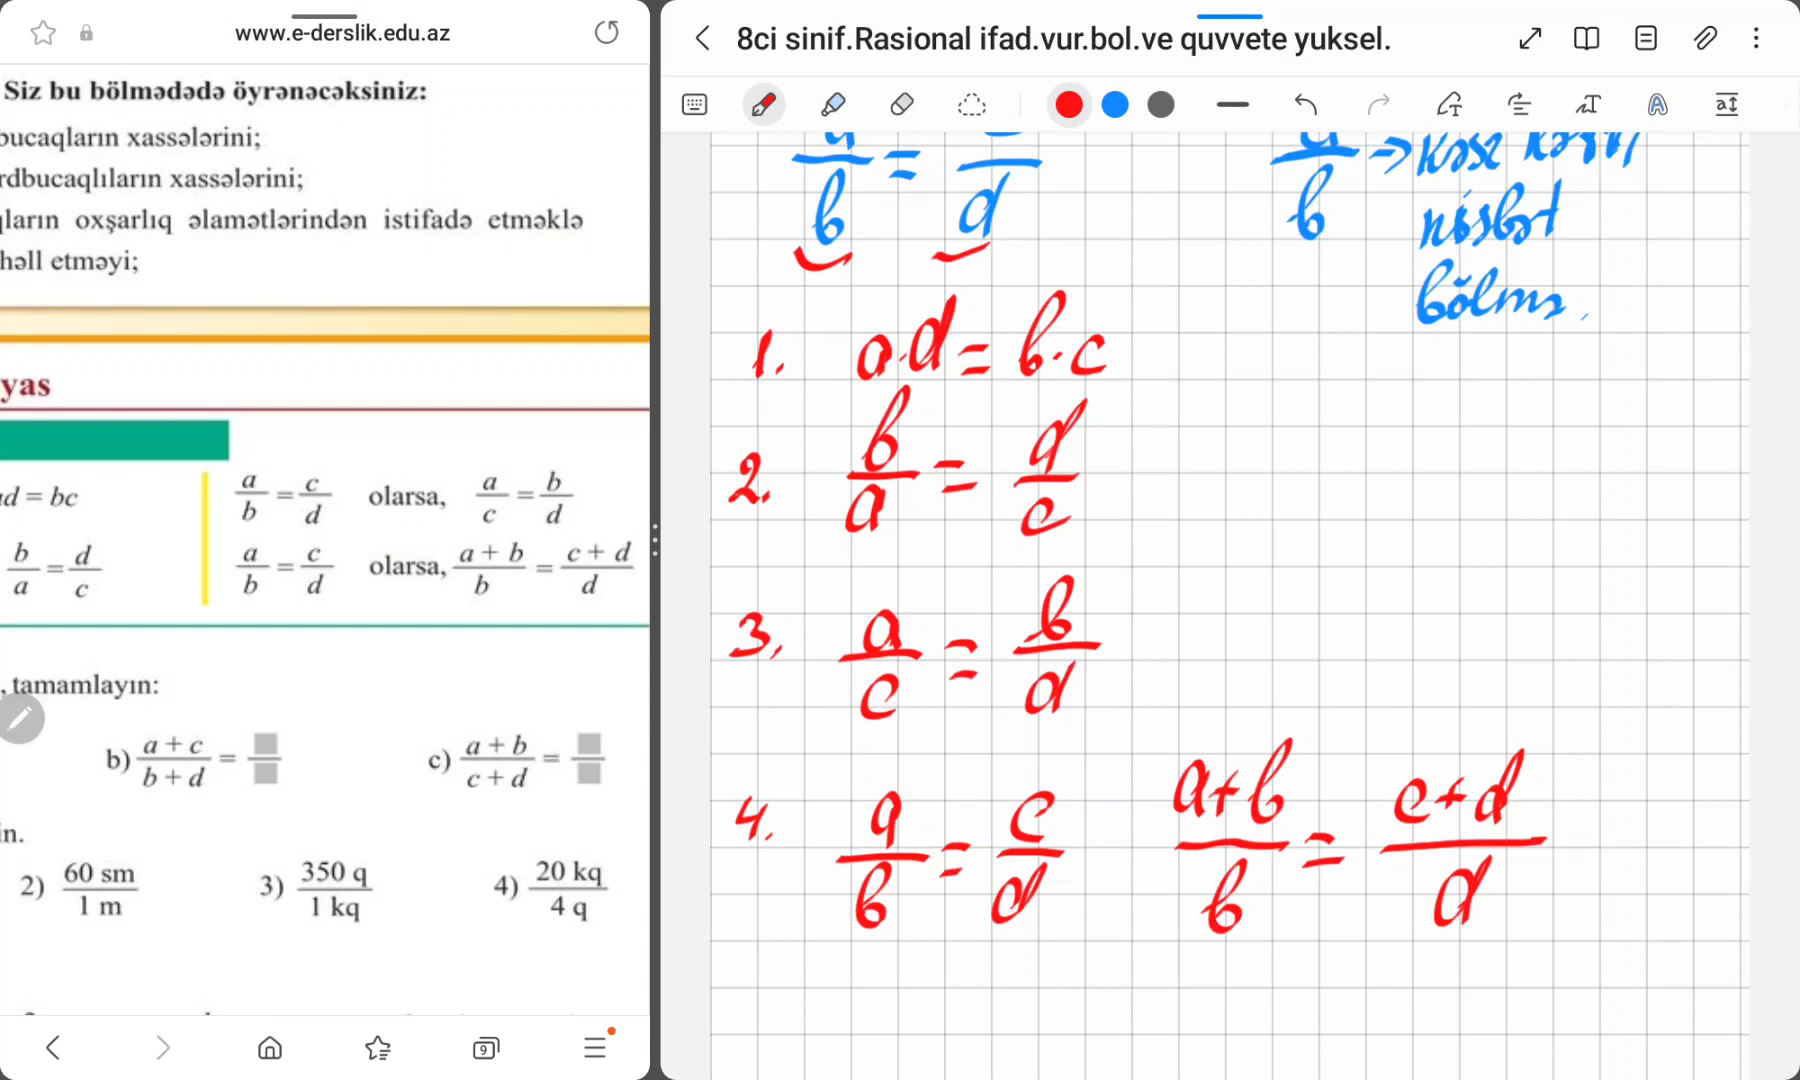 www.e-derslik.edu.az
Siz bu bölmədədə öyrənəcəksiniz:
bucaqların xassələrini;
rdbucaqlıların xassələrini;
ların oxşarlıq əlamətlərindən istifadə etməklə
həll etməyi;
yas
d = bc
a/b = c/d olarsa, a/c = b/d
b/a = d/c
a/b = c/d olarsa, a + b/b = c + d/d
, tamamlayın:
b) a + c/b + d =
c) a + b/c + d =
in.
2) 60 sm/1 m
3) 350 q/1 kq
4) 20 kq/4 q
9
8ci sinif.Rasional ifad.vur.bol.ve quvvete yuksel.
b = d
b
nisbət
bölmə.
1. a·d = b·c
2. b/a = d/c
3, a/c = b/d
4. a/b = c/d a+b/b = c+d/d